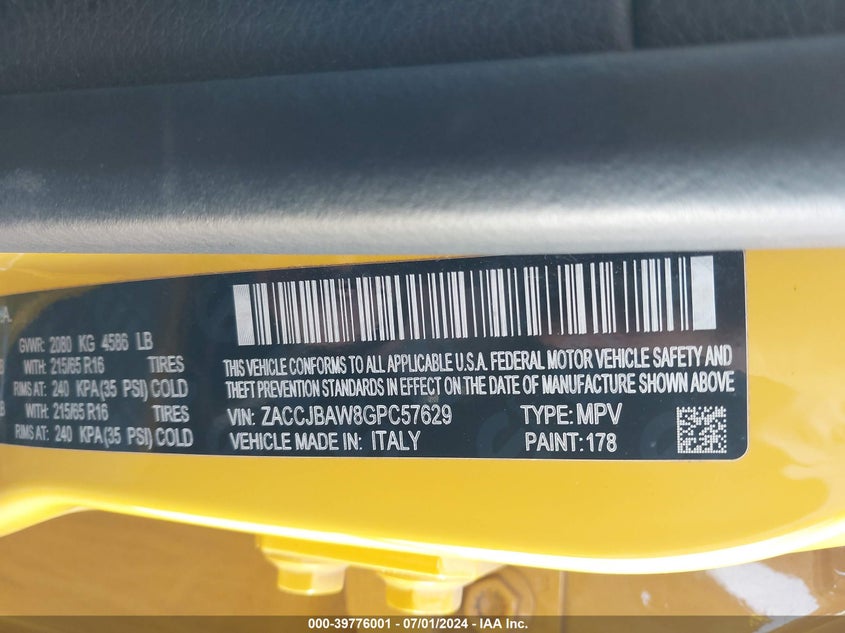 GVWR: 2080 KG 4586 LB
WITH: 215/65 R16 TIRES
RIMS AT: 240 KPA(35 PSI) COLD
WITH: 215/65 R16 TIRES
RIMS AT: 240 KPA(35 PSI) COLD
THIS VEHICLE CONFORMS TO ALL APPLICABLE U.S.A. FEDERAL MOTOR VEHICLE SAFETY AND
THEFT PREVENTION STANDARDS IN EFFECT ON THE DATE OF MANUFACTURE SHOWN ABOVE
VIN: ZACCJBAW8GPC57629 TYPE: MPV
VEHICLE MADE IN: ITALY PAINT: 178
000-39776001 - 07/01/2024 - IAA Inc.